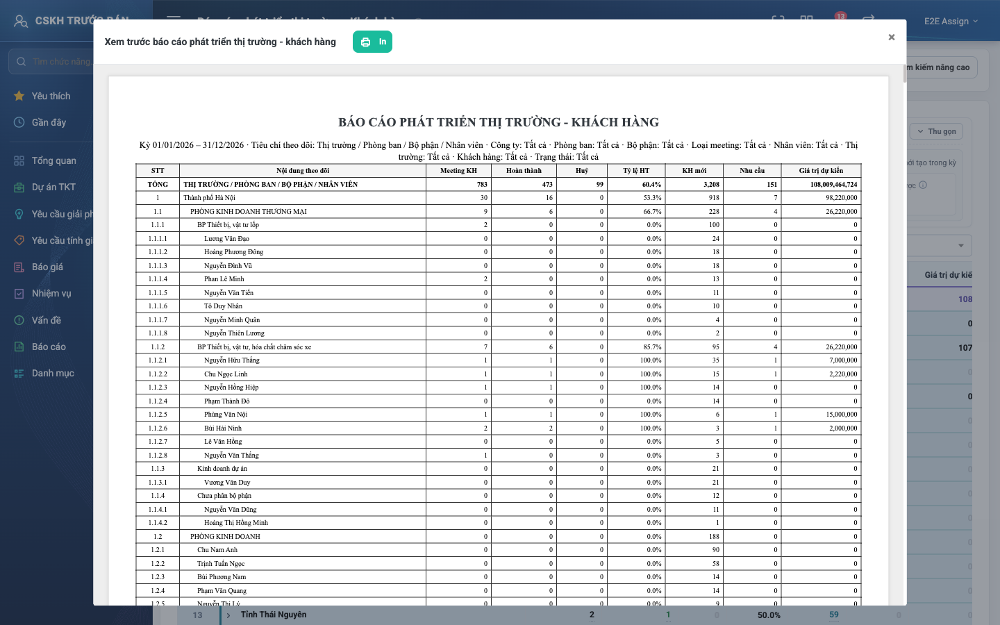 CSKH TRƯỚC BÁN
13
E2E Assign
Xem trước báo cáo phát triển thị trường - khách hàng
In
×
Tìm chức năng.
m kiếm nâng cao
Yêu thích
Gần đây
Thu gọn
Tổng quan
Dự án TKT
Yêu cầu giải ph
Yêu cầu tính gi
Báo giá
Nhiệm vụ
Vấn đề
Báo cáo
Danh mục
BÁO CÁO PHÁT TRIỂN THỊ TRƯỜNG - KHÁCH HÀNG
Kỳ 01/01/2026 – 31/12/2026 · Tiêu chí theo dõi: Thị trường / Phòng ban / Bộ phận / Nhân viên · Công ty: Tất cả · Phòng ban: Tất cả · Bộ phận: Tất cả · Loại meeting: Tất cả · Nhân viên: Tất cả · Thị
trường: Tất cả · Khách hàng: Tất cả · Trạng thái: Tất cả
STT Nội dung theo dõi Meeting KH Hoàn thành Huỷ Tỷ lệ HT KH mới Nhu cầu Giá trị dự kiến
TỔNG THỊ TRƯỜNG / PHÒNG BAN / BỘ PHẬN / NHÂN VIÊN 783 473 99 60.4% 3,208 151 108,009,464,724
1 Thành phố Hà Nội 30 16 0 53.3% 918 7 98,220,000
1.1 PHÒNG KINH DOANH THƯƠNG MẠI 9 6 0 66.7% 228 4 26,220,000
1.1.1 BP Thiết bị, vật tư lốp 2 0 0 0.0% 100 0 0
1.1.1.1 Lương Văn Đạo 0 0 0 0.0% 24 0 0
1.1.1.2 Hoàng Phương Đông 0 0 0 0.0% 18 0 0
1.1.1.3 Nguyễn Đình Vũ 0 0 0 0.0% 18 0 0
1.1.1.4 Phan Lê Minh 2 0 0 0.0% 13 0 0
1.1.1.5 Nguyễn Văn Tiến 0 0 0 0.0% 11 0 0
1.1.1.6 Tô Duy Nhân 0 0 0 0.0% 10 0 0
1.1.1.7 Nguyễn Minh Quân 0 0 0 0.0% 4 0 0
1.1.1.8 Nguyễn Thiên Lương 0 0 0 0.0% 2 0 0
1.1.2 BP Thiết bị, vật tư, hóa chất chăm sóc xe 7 6 0 85.7% 95 4 26,220,000
1.1.2.1 Nguyễn Hữu Thắng 1 1 0 100.0% 35 1 7,000,000
1.1.2.2 Chu Ngọc Linh 1 1 0 100.0% 15 1 2,220,000
1.1.2.3 Nguyễn Hồng Hiệp 1 1 0 100.0% 14 0 0
1.1.2.4 Phạm Thành Đô 0 0 0 0.0% 14 0 0
1.1.2.5 Phùng Văn Nội 1 1 0 100.0% 6 1 15,000,000
1.1.2.6 Bùi Hải Ninh 2 2 0 100.0% 3 1 2,000,000
1.1.2.7 Lê Văn Hồng 0 0 0 0.0% 5 0 0
1.1.2.8 Nguyễn Văn Thắng 1 0 0 0.0% 3 0 0
1.1.3 Kinh doanh dự án 0 0 0 0.0% 21 0 0
1.1.3.1 Vương Văn Duy 0 0 0 0.0% 21 0 0
1.1.4 Chưa phân bộ phận 0 0 0 0.0% 12 0 0
1.1.4.1 Nguyễn Văn Dũng 0 0 0 0.0% 11 0 0
1.1.4.2 Hoàng Thị Hồng Minh 0 0 0 0.0% 1 0 0
1.2 PHÒNG KINH DOANH 0 0 0 0.0% 188 0 0
1.2.1 Chu Nam Anh 0 0 0 0.0% 90 0 0
1.2.2 Trịnh Tuấn Ngọc 0 0 0 0.0% 58 0 0
1.2.3 Bùi Phương Nam 0 0 0 0.0% 14 0 0
1.2.4 Phạm Văn Quang 0 0 0 0.0% 14 0 0
1.2.5 Nguyễn Thị Lý 0 0 0 0.0% 9 0 0
ới tạo trong kỳ
ợc
Giá trị dự kiế
108
0
107
0
0
0
0
0
0
0
0
0
0
13 Tỉnh Thái Nguyên 2 1 0 50.0% 59 0 0